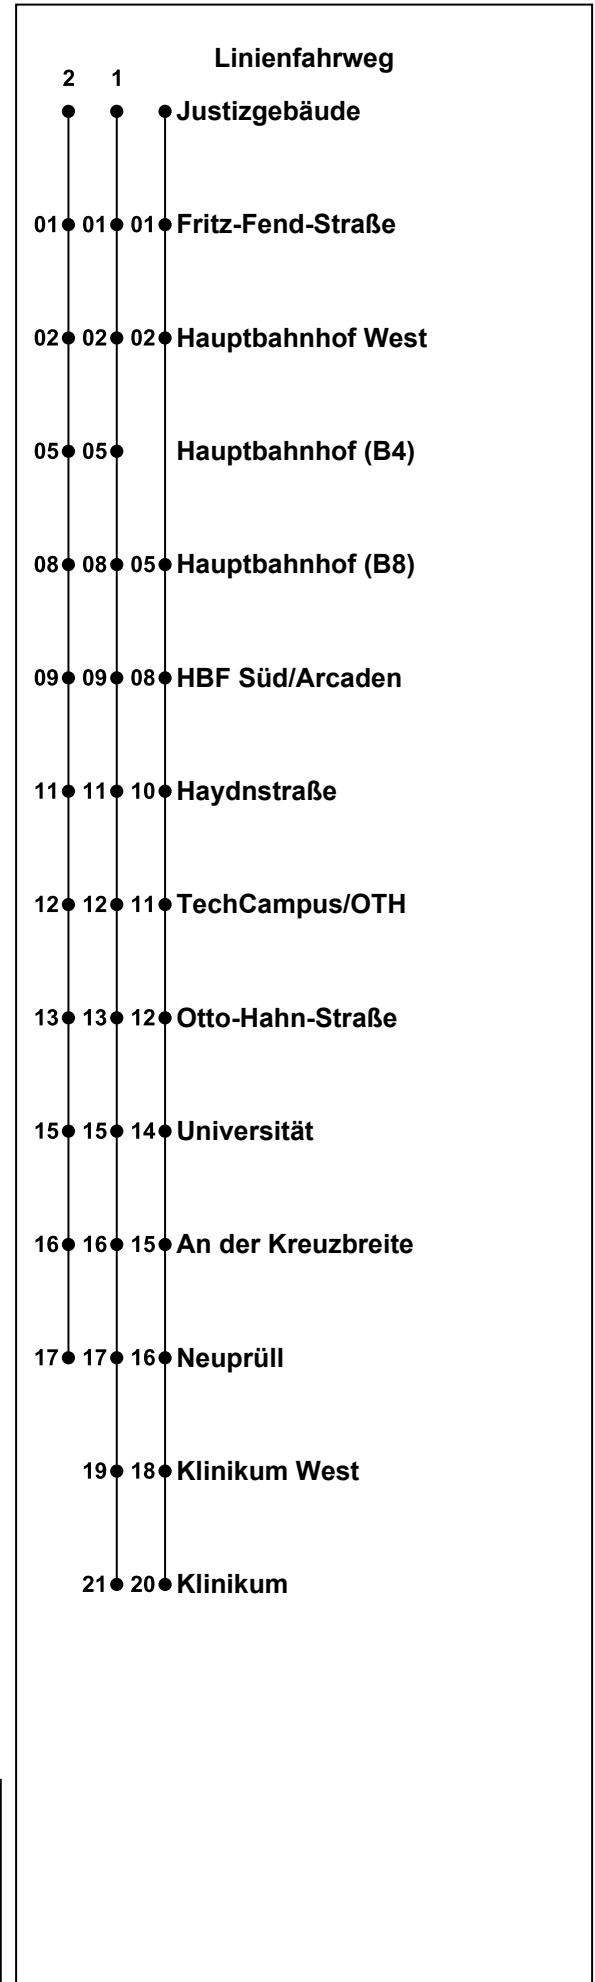 Linienfahrweg
2 1
Justizgebäude
01 01 01 Fritz-Fend-Straße
02 02 02 Hauptbahnhof West
05 05 Hauptbahnhof (B4)
08 08 05 Hauptbahnhof (B8)
09 09 08 HBF Süd/Arcaden
11 11 10 Haydnstraße
12 12 11 TechCampus/OTH
13 13 12 Otto-Hahn-Straße
15 15 14 Universität
16 16 15 An der Kreuzbreite
17 17 16 Neuprüll
19 18 Klinikum West
21 20 Klinikum